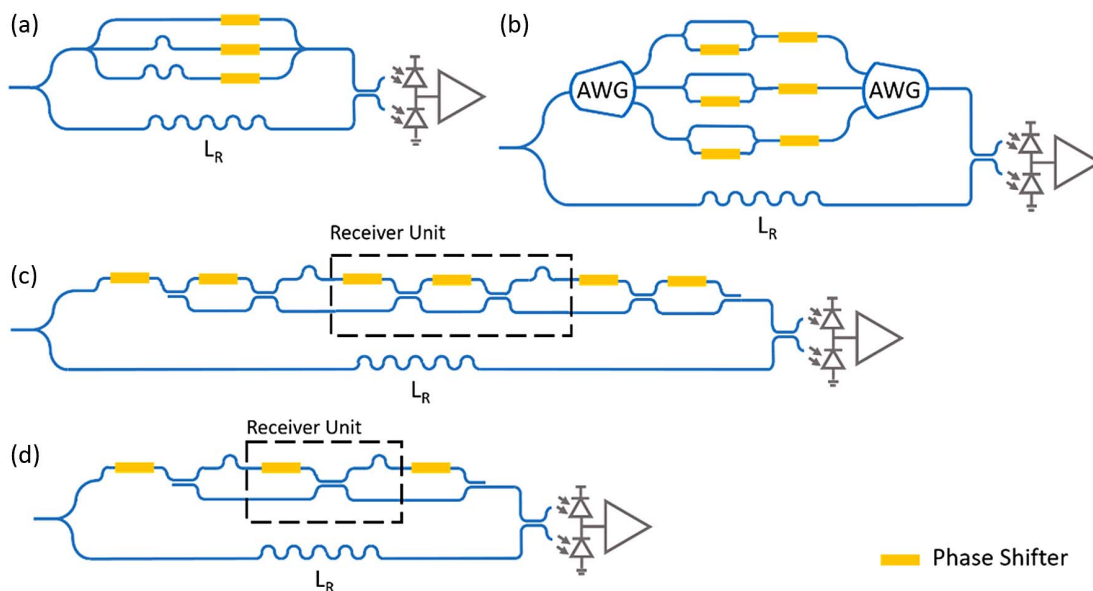 (a)
L_R
(b)
AWG
AWG
L_R
Receiver Unit
(c)
L_R
Receiver Unit
(d)
L_R
Phase Shifter